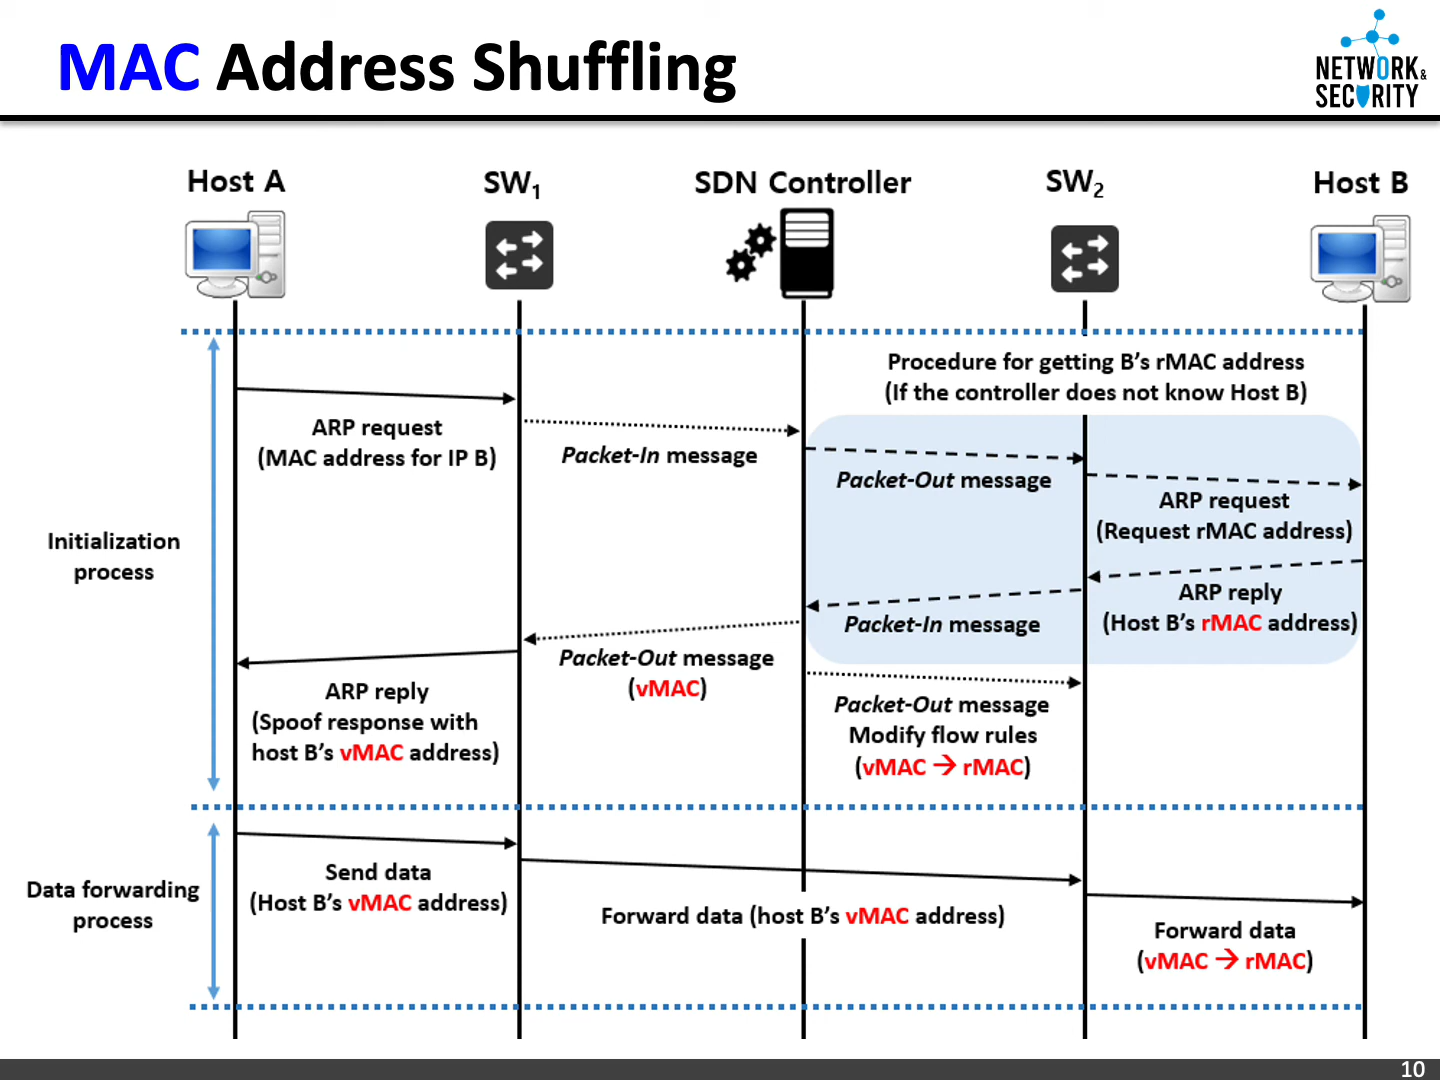 MAC Address Shuffling
NETWORK &
SECURITY
Host A
SW1
SDN Controller
SW2
Host B
Procedure for getting B's rMAC address
(If the controller does not know Host B)
ARP request
(MAC address for IP B)
Packet-In message
Packet-Out message
ARP request
(Request rMAC address)
Initialization
process
ARP reply
(Host B's rMAC address)
Packet-In message
Packet-Out message
(vMAC)
ARP reply
(Spoof response with
host B's vMAC address)
Packet-Out message
Modify flow rules
(vMAC → rMAC)
Data forwarding
process
Send data
(Host B's vMAC address)
Forward data (host B's vMAC address)
Forward data
(vMAC → rMAC)
10